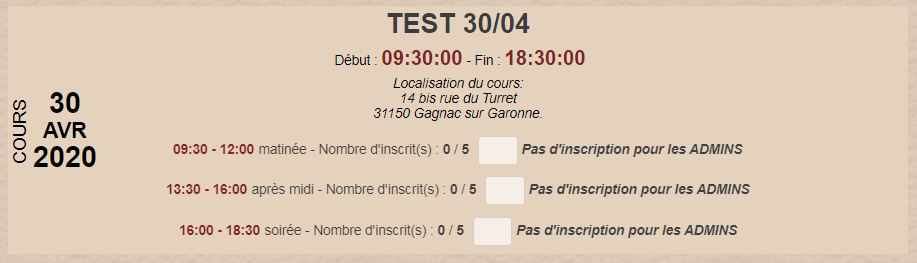 TEST 30/04
Début : 09:30:00 - Fin : 18:30:00
Localisation du cours:
14 bis rue du Turret
31150 Gagnac sur Garonne.
COURS
30
AVR
2020
09:30 - 12:00 matinée - Nombre d'inscrit(s) : 0 / 5 Pas d'inscription pour les ADMINS
13:30 - 16:00 après midi - Nombre d'inscrit(s) : 0 / 5 Pas d'inscription pour les ADMINS
16:00 - 18:30 soirée - Nombre d'inscrit(s) : 0 / 5 Pas d'inscription pour les ADMINS